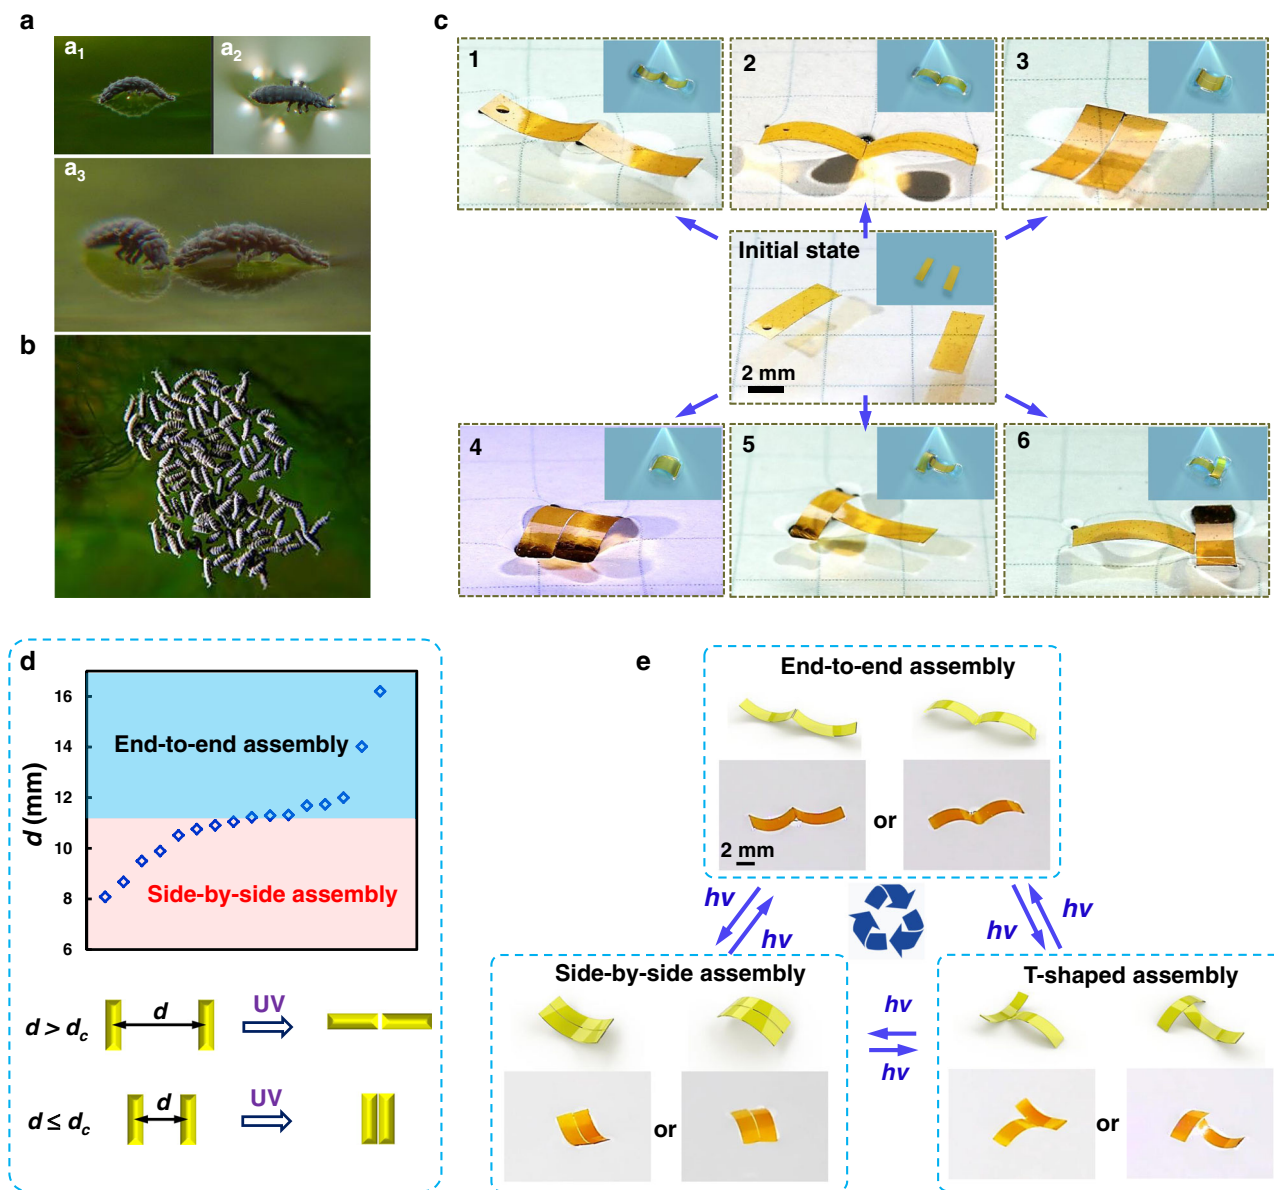 a
a1
a2
a3
b
c
1
2
3
Initial state
2 mm
4
5
6
d
16
14
12
10
8
6
d (mm)
End-to-end assembly
Side-by-side assembly
d > dc
d
UV
d ≤ dc
d
UV
e
End-to-end assembly
or
2 mm
hv
hv
hv
hv
Side-by-side assembly
or
hv
hv
T-shaped assembly
or